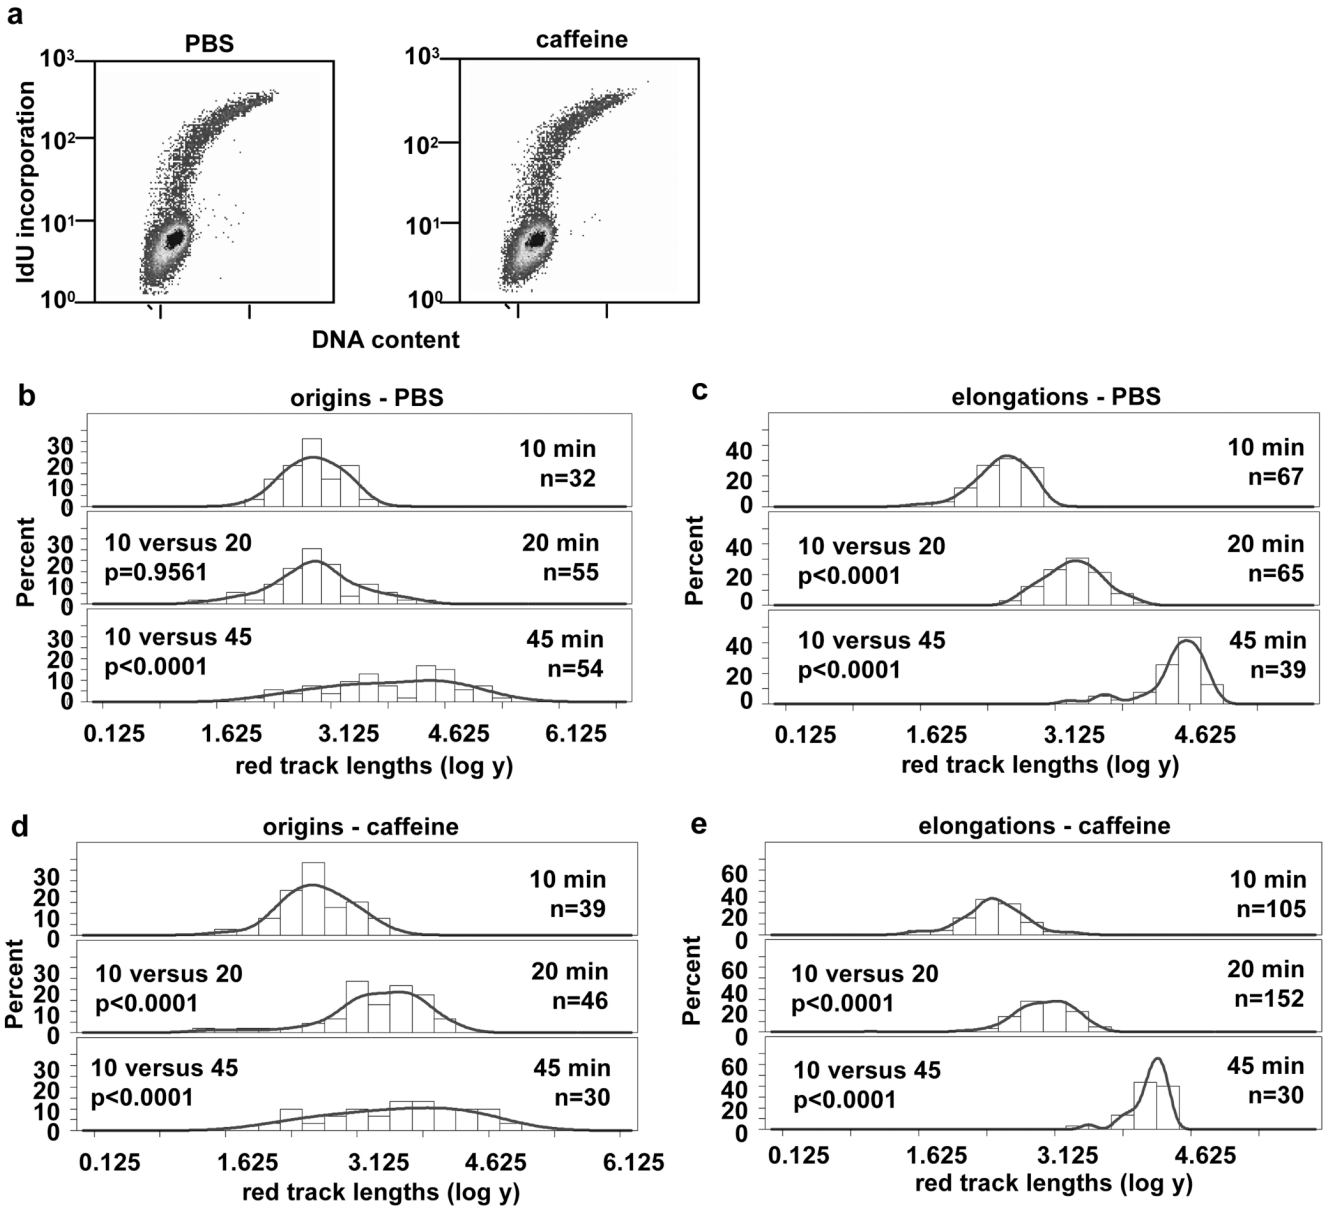 a
PBS
caffeine
IdU incorporation
10³
10²
10¹
10⁰
10³
10²
10¹
10⁰
DNA content
b
origins - PBS
Percent
30
20
10
0
10 min
n=32
30
20
10
0
10 versus 20
p=0.9561
20 min
n=55
30
20
10
0
10 versus 45
p<0.0001
45 min
n=54
0.125 1.625 3.125 4.625 6.125
red track lengths (log y)
c
elongations - PBS
Percent
40
20
0
10 min
n=67
40
20
0
10 versus 20
p<0.0001
20 min
n=65
40
20
0
10 versus 45
p<0.0001
45 min
n=39
0.125 1.625 3.125 4.625
red track lengths (log y)
d
origins - caffeine
Percent
30
20
10
0
10 min
n=39
30
20
10
0
10 versus 20
p<0.0001
20 min
n=46
30
20
10
0
10 versus 45
p<0.0001
45 min
n=30
0.125 1.625 3.125 4.625 6.125
red track lengths (log y)
e
elongations - caffeine
Percent
60
40
20
0
10 min
n=105
60
40
20
0
10 versus 20
p<0.0001
20 min
n=152
60
40
20
0
10 versus 45
p<0.0001
45 min
n=30
0.125 1.625 3.125 4.625
red track lengths (log y)